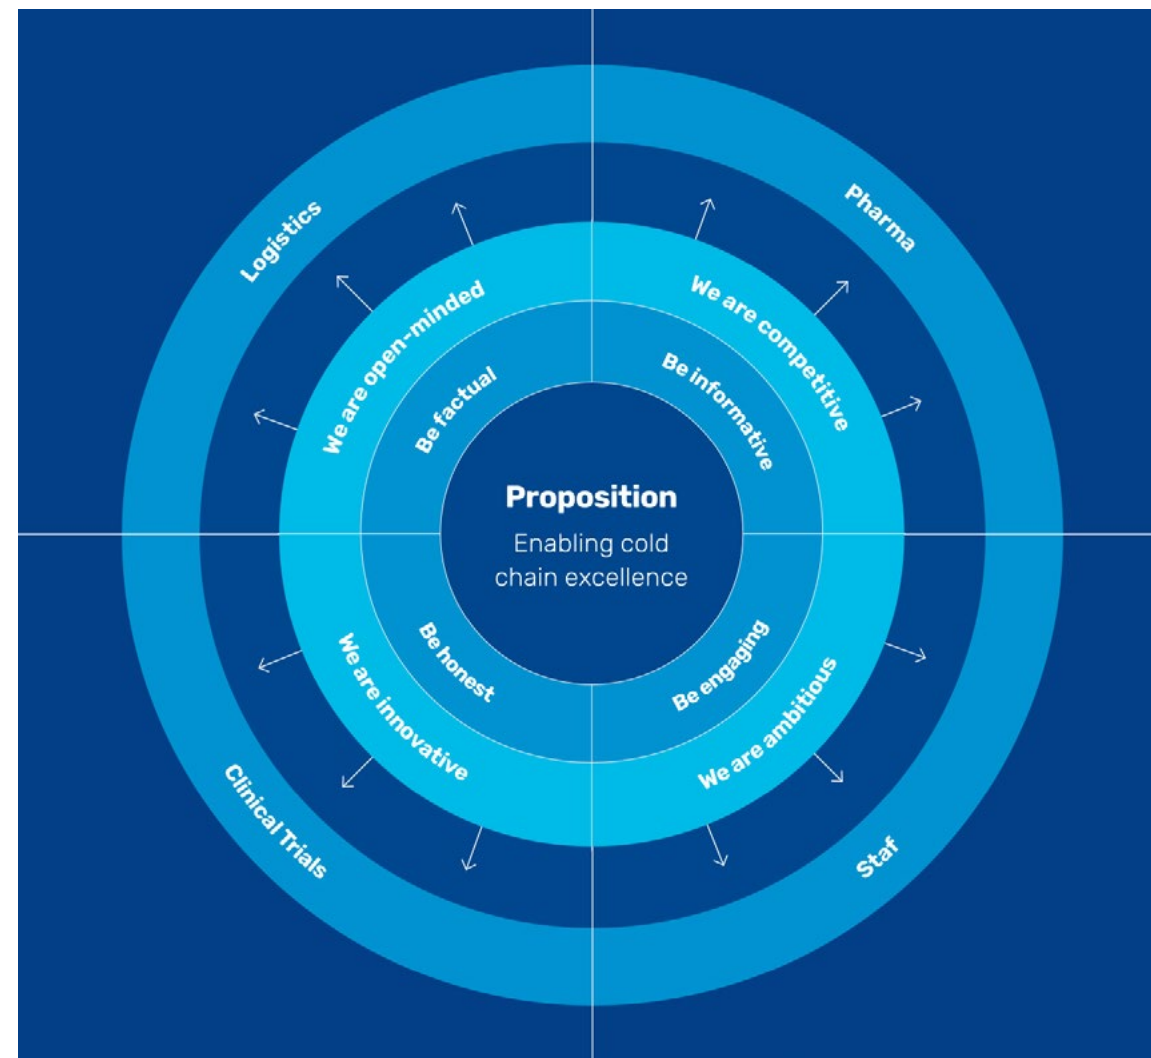 Logistics
Pharma
We are open-minded
We are competitive
Be factual
Be informative
Proposition
Enabling cold
chain excellence
Be honest
Be engaging
We are innovative
We are ambitious
Clinical Trials
Staf